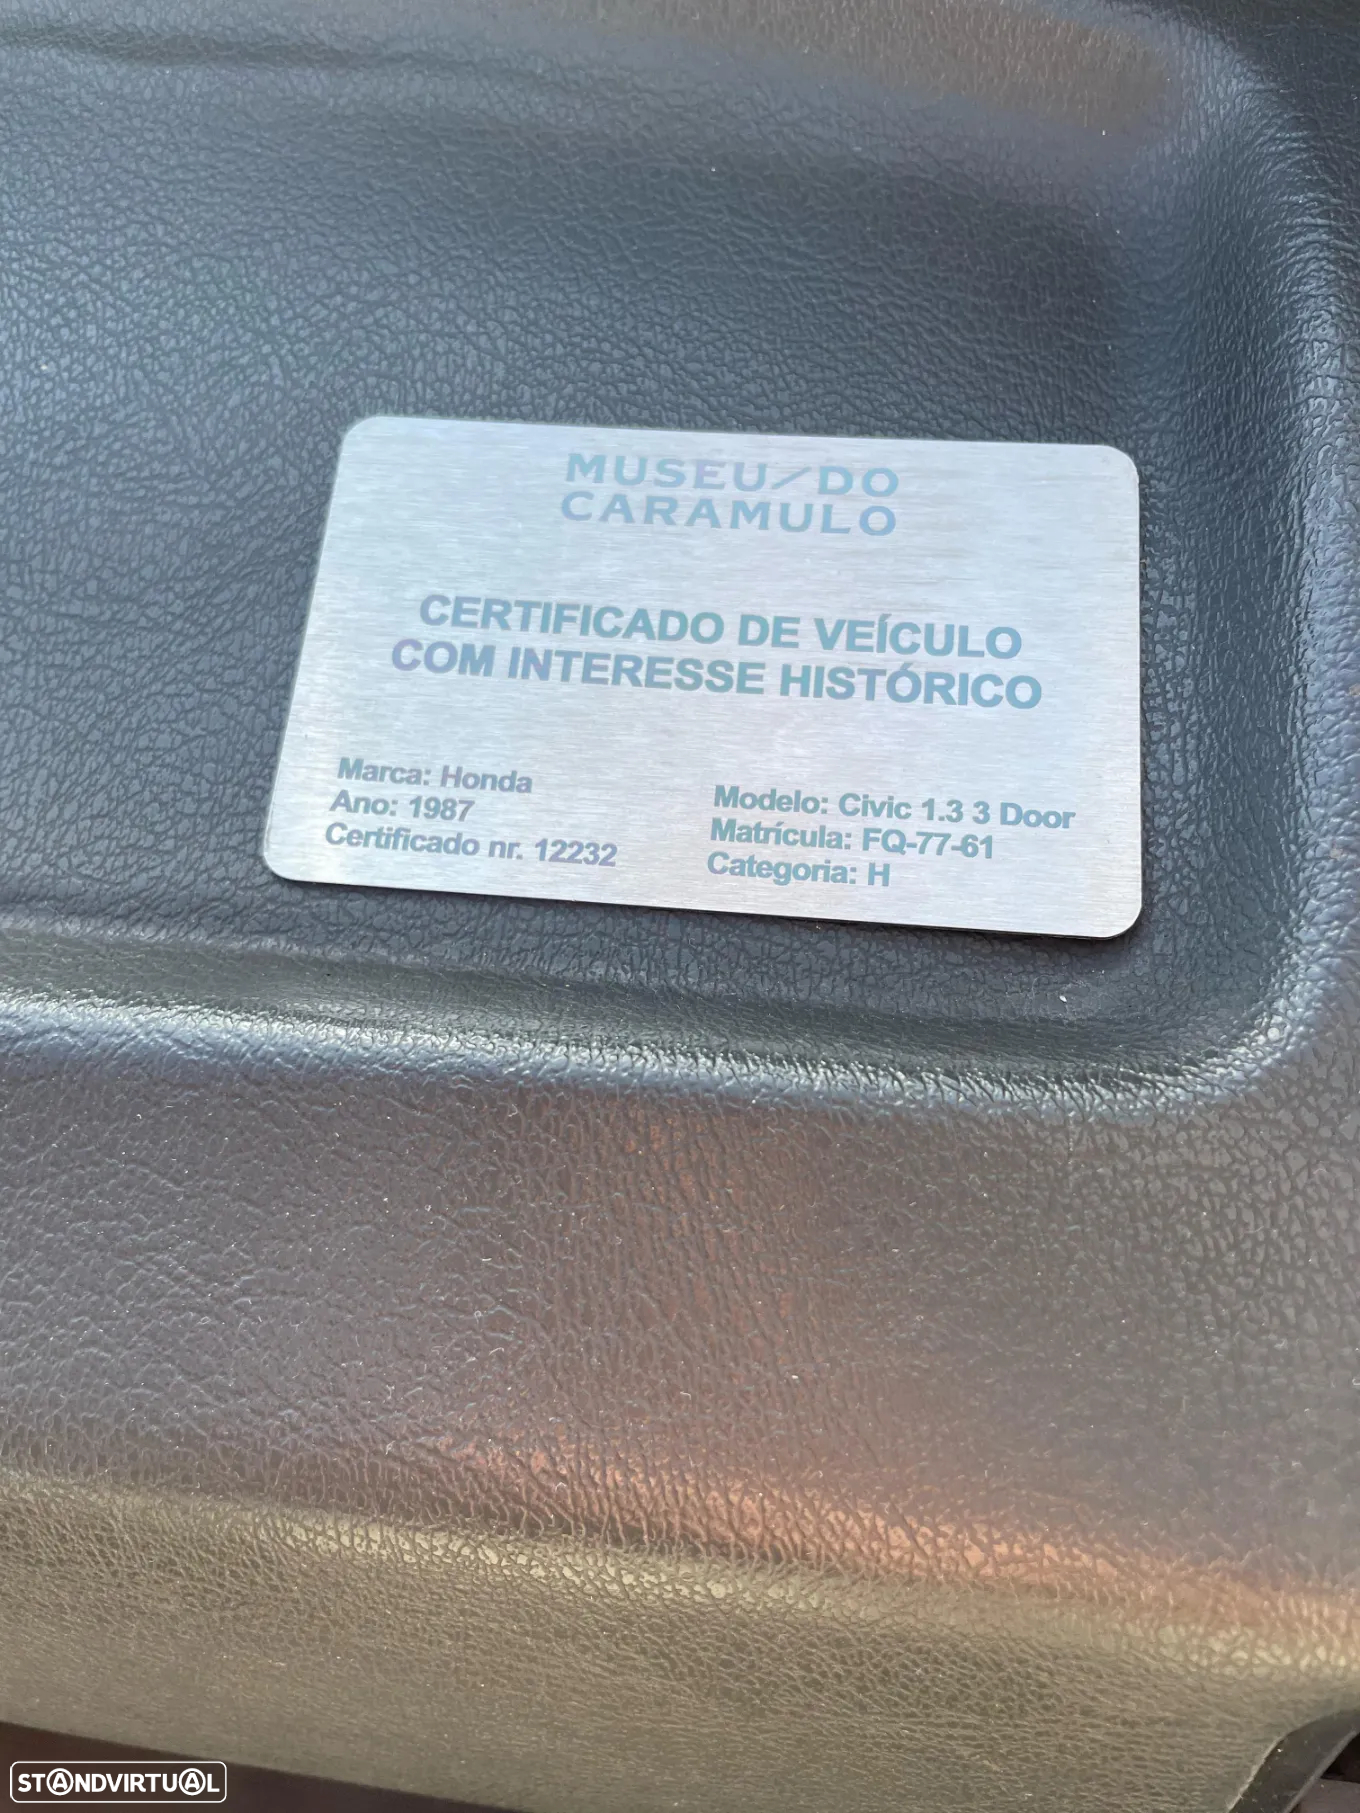 MUSEU/DO
CARAMULO
CERTIFICADO DE VEÍCULO
COM INTERESSE HISTÓRICO
Marca: Honda
Ano: 1987
Certificado nr. 12232
Modelo: Civic 1.3 3 Door
Matrícula: FQ-77-61
Categoria: H
STANDVIRTUAL